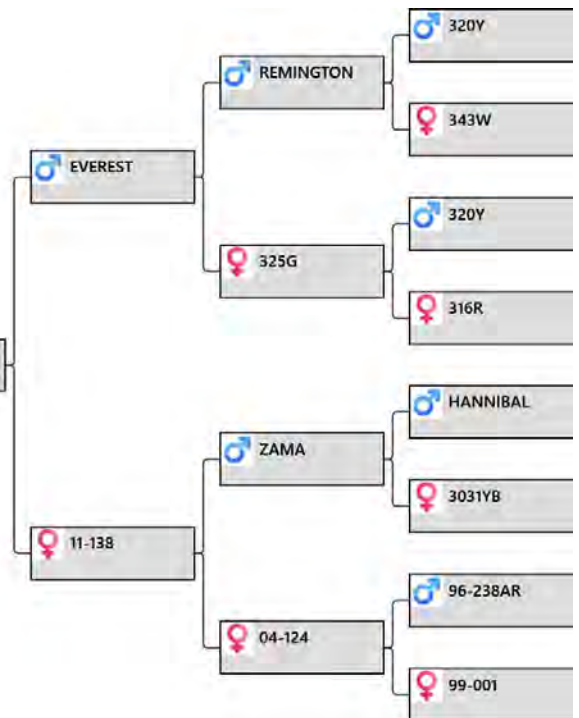 320Y
REMINGTON
343W
EVEREST
320Y
325G
316R
HANNIBAL
ZAMA
3031YB
11-138
96-238AR
04-124
99-001